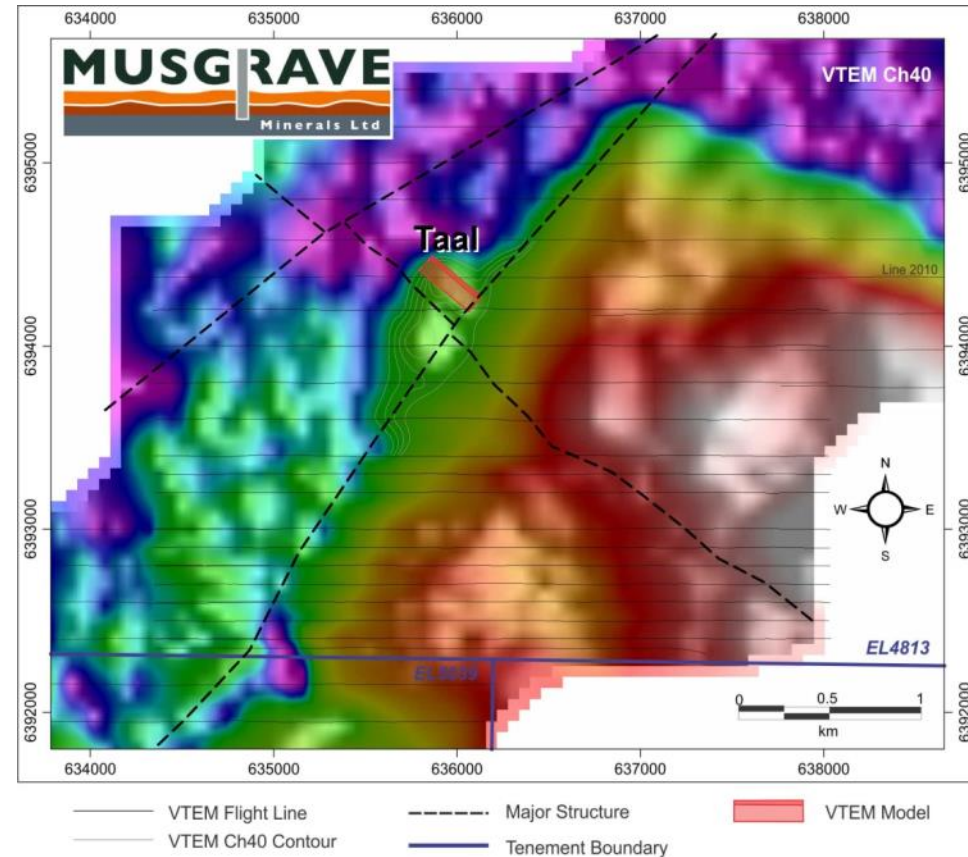 634000 635000 636000 637000 638000
MUSGRAVE
Minerals Ltd
VTEM Ch40
6395000 6395000
Taal
Line 2010
6394000 6394000
N
W E
S
6393000 6393000
EL4813
0 0.5 1
km
6392000 6392000
634000 635000 636000 637000 638000
VTEM Flight Line
Major Structure
VTEM Model
VTEM Ch40 Contour
Tenement Boundary